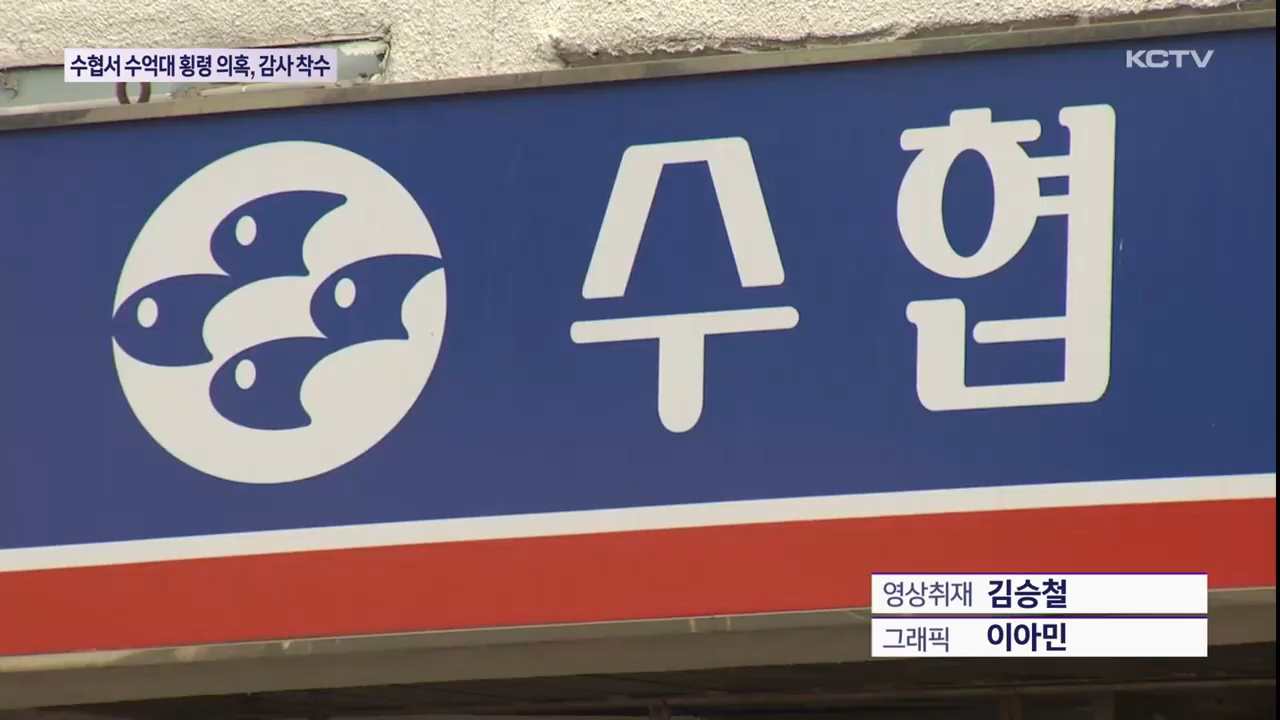 수협서 수억대 횡령 의혹, 감사 착수
KCTV
수협
영상취재 김승철
그래픽 이아민